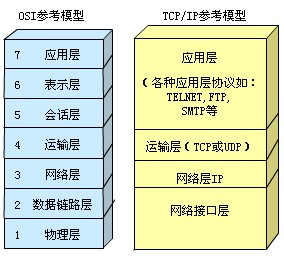 OSI参考模型
7 应用层
6 表示层
5 会话层
4 运输层
3 网络层
2 数据链路层
1 物理层
TCP/IP参考模型
应用层
(各种应用层协议如:
TELNET,FTP,
SMTP等
运输层(TCP或UDP)
网络层IP
网络接口层